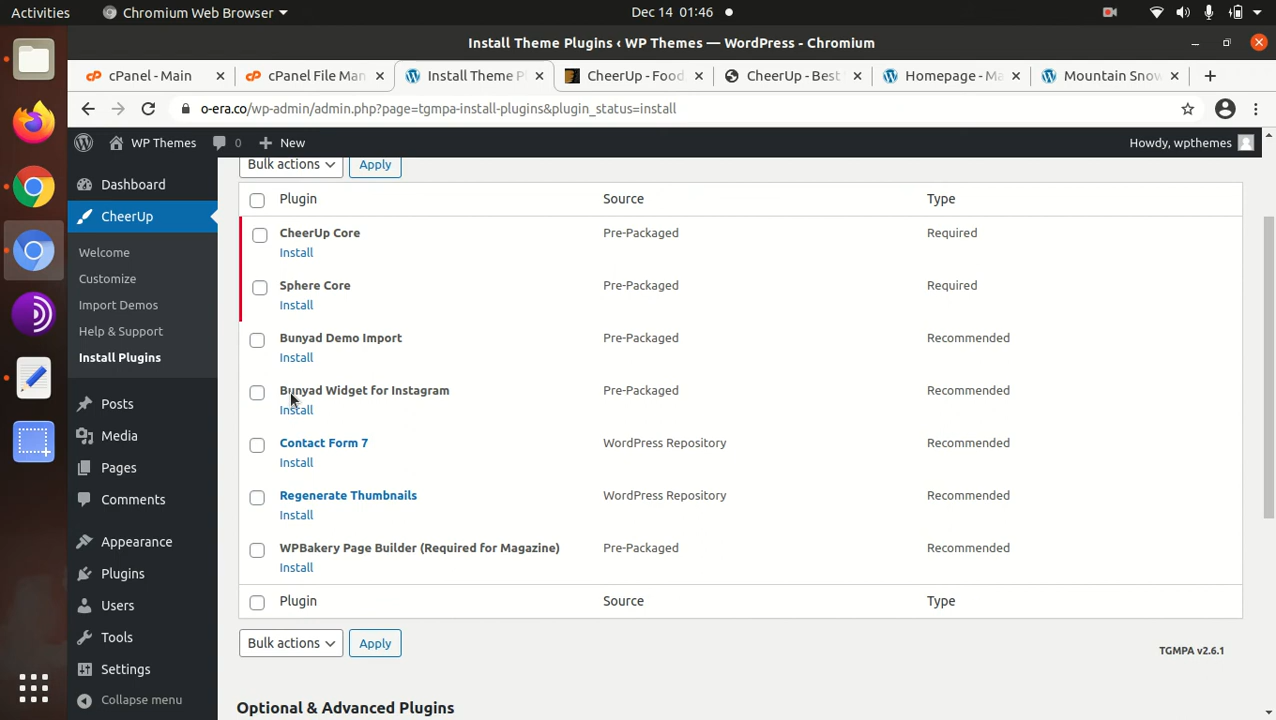 Activities Chromium Web Browser Dec 14 01:46
Install Theme Plugins ‹ WP Themes — WordPress - Chromium
cPanel - Main cPanel File Man Install Theme Pl CheerUp - Food CheerUp - Best Homepage - Ma Mountain Snow
o-era.co/wp-admin/admin.php?page=tgmpa-install-plugins&plugin_status=install
WP Themes 0 New Howdy, wpthemes
Bulk actions Apply
Dashboard
CheerUp
Welcome
Customize
Import Demos
Help & Support
Install Plugins
Posts
Media
Pages
Comments
Appearance
Plugins
Users
Tools
Settings
Collapse menu
Plugin Source Type
CheerUp Core Pre-Packaged Required
Install
Sphere Core Pre-Packaged Required
Install
Bunyad Demo Import Pre-Packaged Recommended
Install
Bunyad Widget for Instagram Pre-Packaged Recommended
Install
Contact Form 7 WordPress Repository Recommended
Install
Regenerate Thumbnails WordPress Repository Recommended
Install
WPBakery Page Builder (Required for Magazine) Pre-Packaged Recommended
Install
Plugin Source Type
Bulk actions Apply
TGMPA v2.6.1
Optional & Advanced Plugins